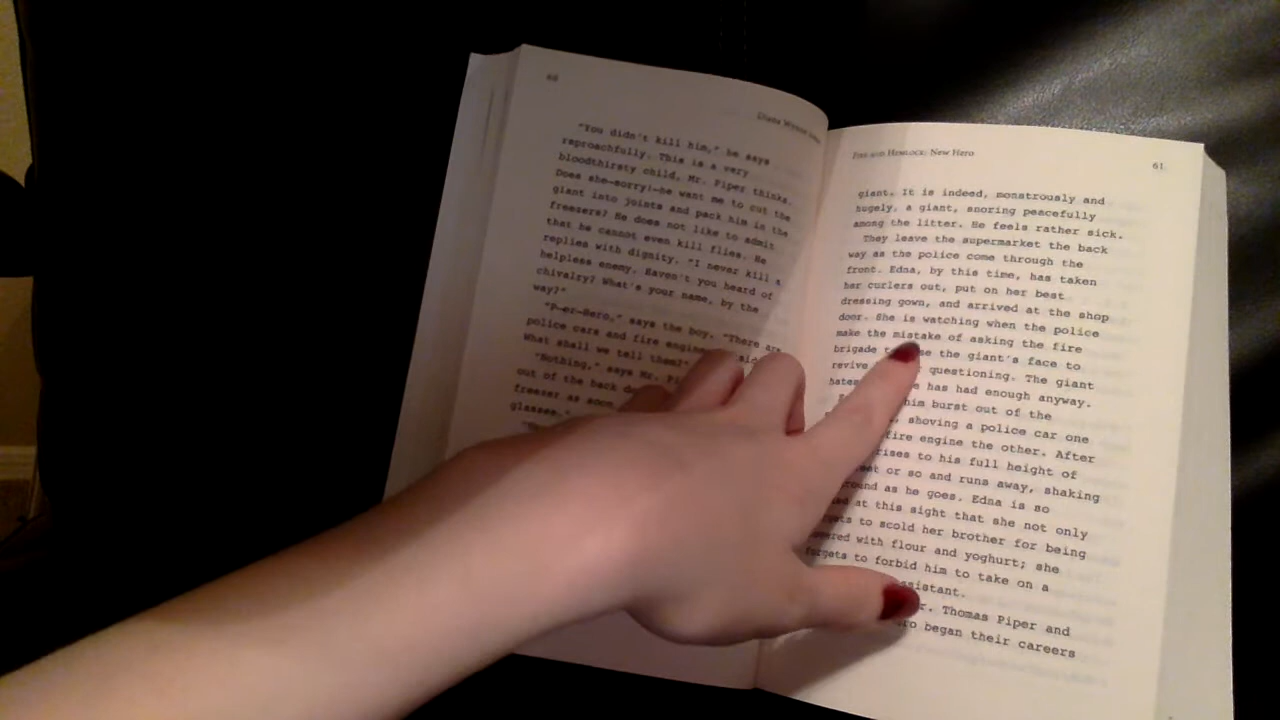 60
Diana Wynne Jones
"You didn't kill him," he says
reproachfully. This is a very
bloodthirsty child, Mr. Piper thinks.
Does she—sorry!—he want me to cut the
giant into joints and pack him in the
freezers? He does not like to admit
that he cannot even kill flies. He
replies with dignity, "I never kill a
helpless enemy. Haven't you heard of
chivalry? What's your name, by the
way?"
"P—er—Hero," says the boy. "There are
police cars and fire engines
What shall we tell them?"
"Nothing," says Mr.
out of the back
freezer as soon
glasses."
FIRE AND HEMLOCK: New Hero
61
giant. It is indeed, monstrously and
hugely, a giant, snoring peacefully
among the litter. He feels rather sick.
They leave the supermarket the back
way as the police come through the
front. Edna, by this time, has taken
her curlers out, put on her best
dressing gown, and arrived at the shop
door. She is watching when the police
make the mistake of asking the fire
brigade the giant's face to
revive questioning. The giant
hates has had enough anyway.
him burst out of the
shoving a police car one
fire engine the other. After
rises to his full height of
or so and runs away, shaking
as he goes. Edna is so
at this sight that she not only
to scold her brother for being
with flour and yoghurt; she
forgets to forbid him to take on a
assistant.
Thomas Piper and
began their careers